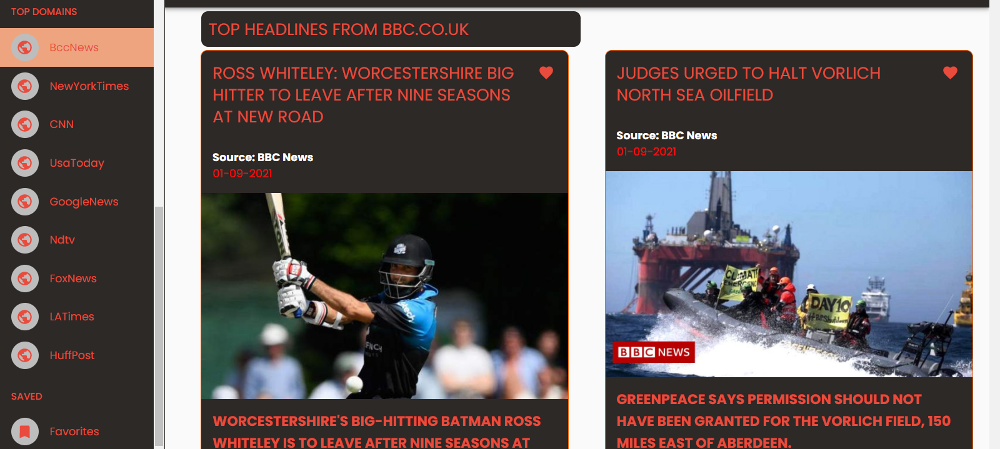 TOP DOMAINS
BccNews
NewYorkTimes
CNN
UsaToday
GoogleNews
Ndtv
FoxNews
LATimes
HuffPost
SAVED
Favorites
TOP HEADLINES FROM BBC.CO.UK
ROSS WHITELEY: WORCESTERSHIRE BIG
HITTER TO LEAVE AFTER NINE SEASONS
AT NEW ROAD
Source: BBC News
01-09-2021
WORCESTERSHIRE'S BIG-HITTING BATMAN ROSS
WHITELEY IS TO LEAVE AFTER NINE SEASONS AT
JUDGES URGED TO HALT VORLICH
NORTH SEA OILFIELD
Source: BBC News
01-09-2021
CLIMATE
EMERGENCY
DAY 10
BBC NEWS
GREENPEACE SAYS PERMISSION SHOULD NOT
HAVE BEEN GRANTED FOR THE VORLICH FIELD, 150
MILES EAST OF ABERDEEN.